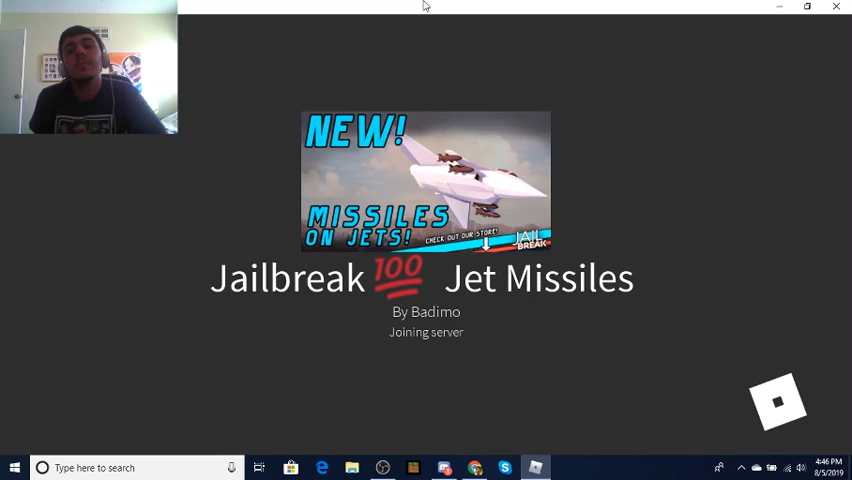 NEW!
MISSILES
ON JETS!
CHECK OUT OUR STORE!
JAIL
BREAK
Jailbreak 💯 Jet Missiles
By Badimo
Joining server
Type here to search
4:46 PM
8/5/2019